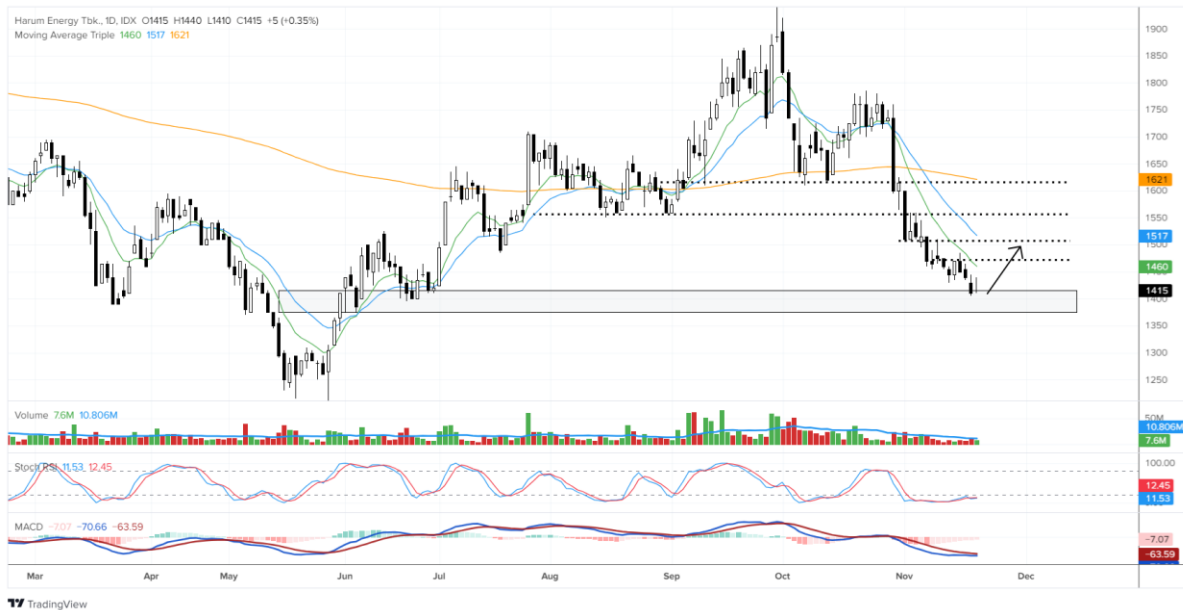 Harum Energy Tbk., 1D, IDX O1415 H1440 L1410 C1415 +5 (+0.35%)
Moving Average Triple 1460 1517 1621
1900
1850
1800
1750
1700
1650
1621
1600
1550
1517
1500
1460
1415
1400
1350
1300
1250
Volume 7.6M 10.806M
50M
10.806M
7.6M
Stoch RSI 11.53 12.45
100.00
12.45
11.53
MACD -7.07 -70.66 -63.59
-7.07
-63.59
Mar Apr May Jun Jul Aug Sep Oct Nov Dec
TradingView